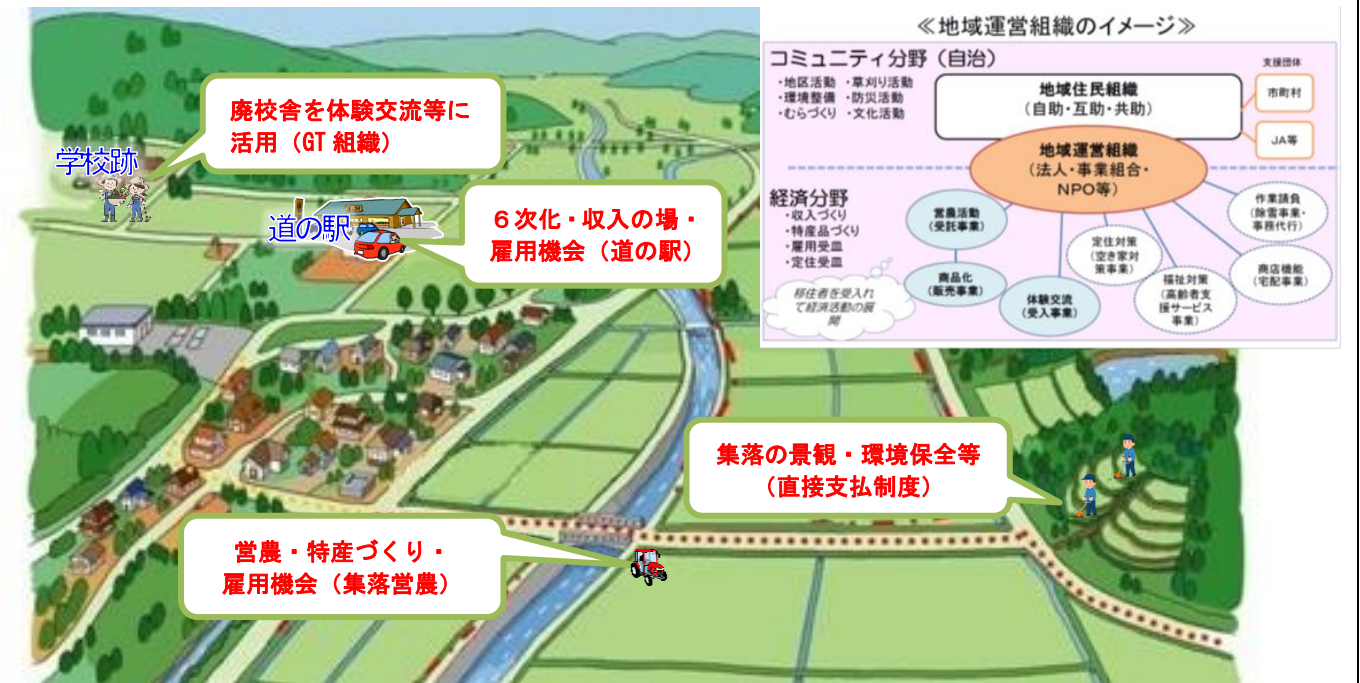 ≪地域運営組織のイメージ≫
コミュニティ分野（自治）
・地区活動 ・草刈り活動
・環境整備 ・防災活動
・むらづくり ・文化活動
地域住民組織
（自助・互助・共助）
支援団体
市町村
JA等
地域運営組織
（法人・事業組合・
NPO等）
経済分野
・収入づくり
・特産品づくり
・雇用受皿
・定住受皿
移住者を受入れ
て経済活動の展
開
営農活動
（受託事業）
商品化
（販売事業）
体験交流
（受入事業）
定住対策
（空き家対
策事業）
福祉対策
（高齢者支
援サービス
事業）
作業請負
（除雪事業・
事務代行）
商店機能
（宅配事業）
廃校舎を体験交流等に
活用（GT 組織）
学校跡
道の駅
６次化・収入の場・
雇用機会（道の駅）
集落の景観・環境保全等
（直接支払制度）
営農・特産づくり・
雇用機会（集落営農）